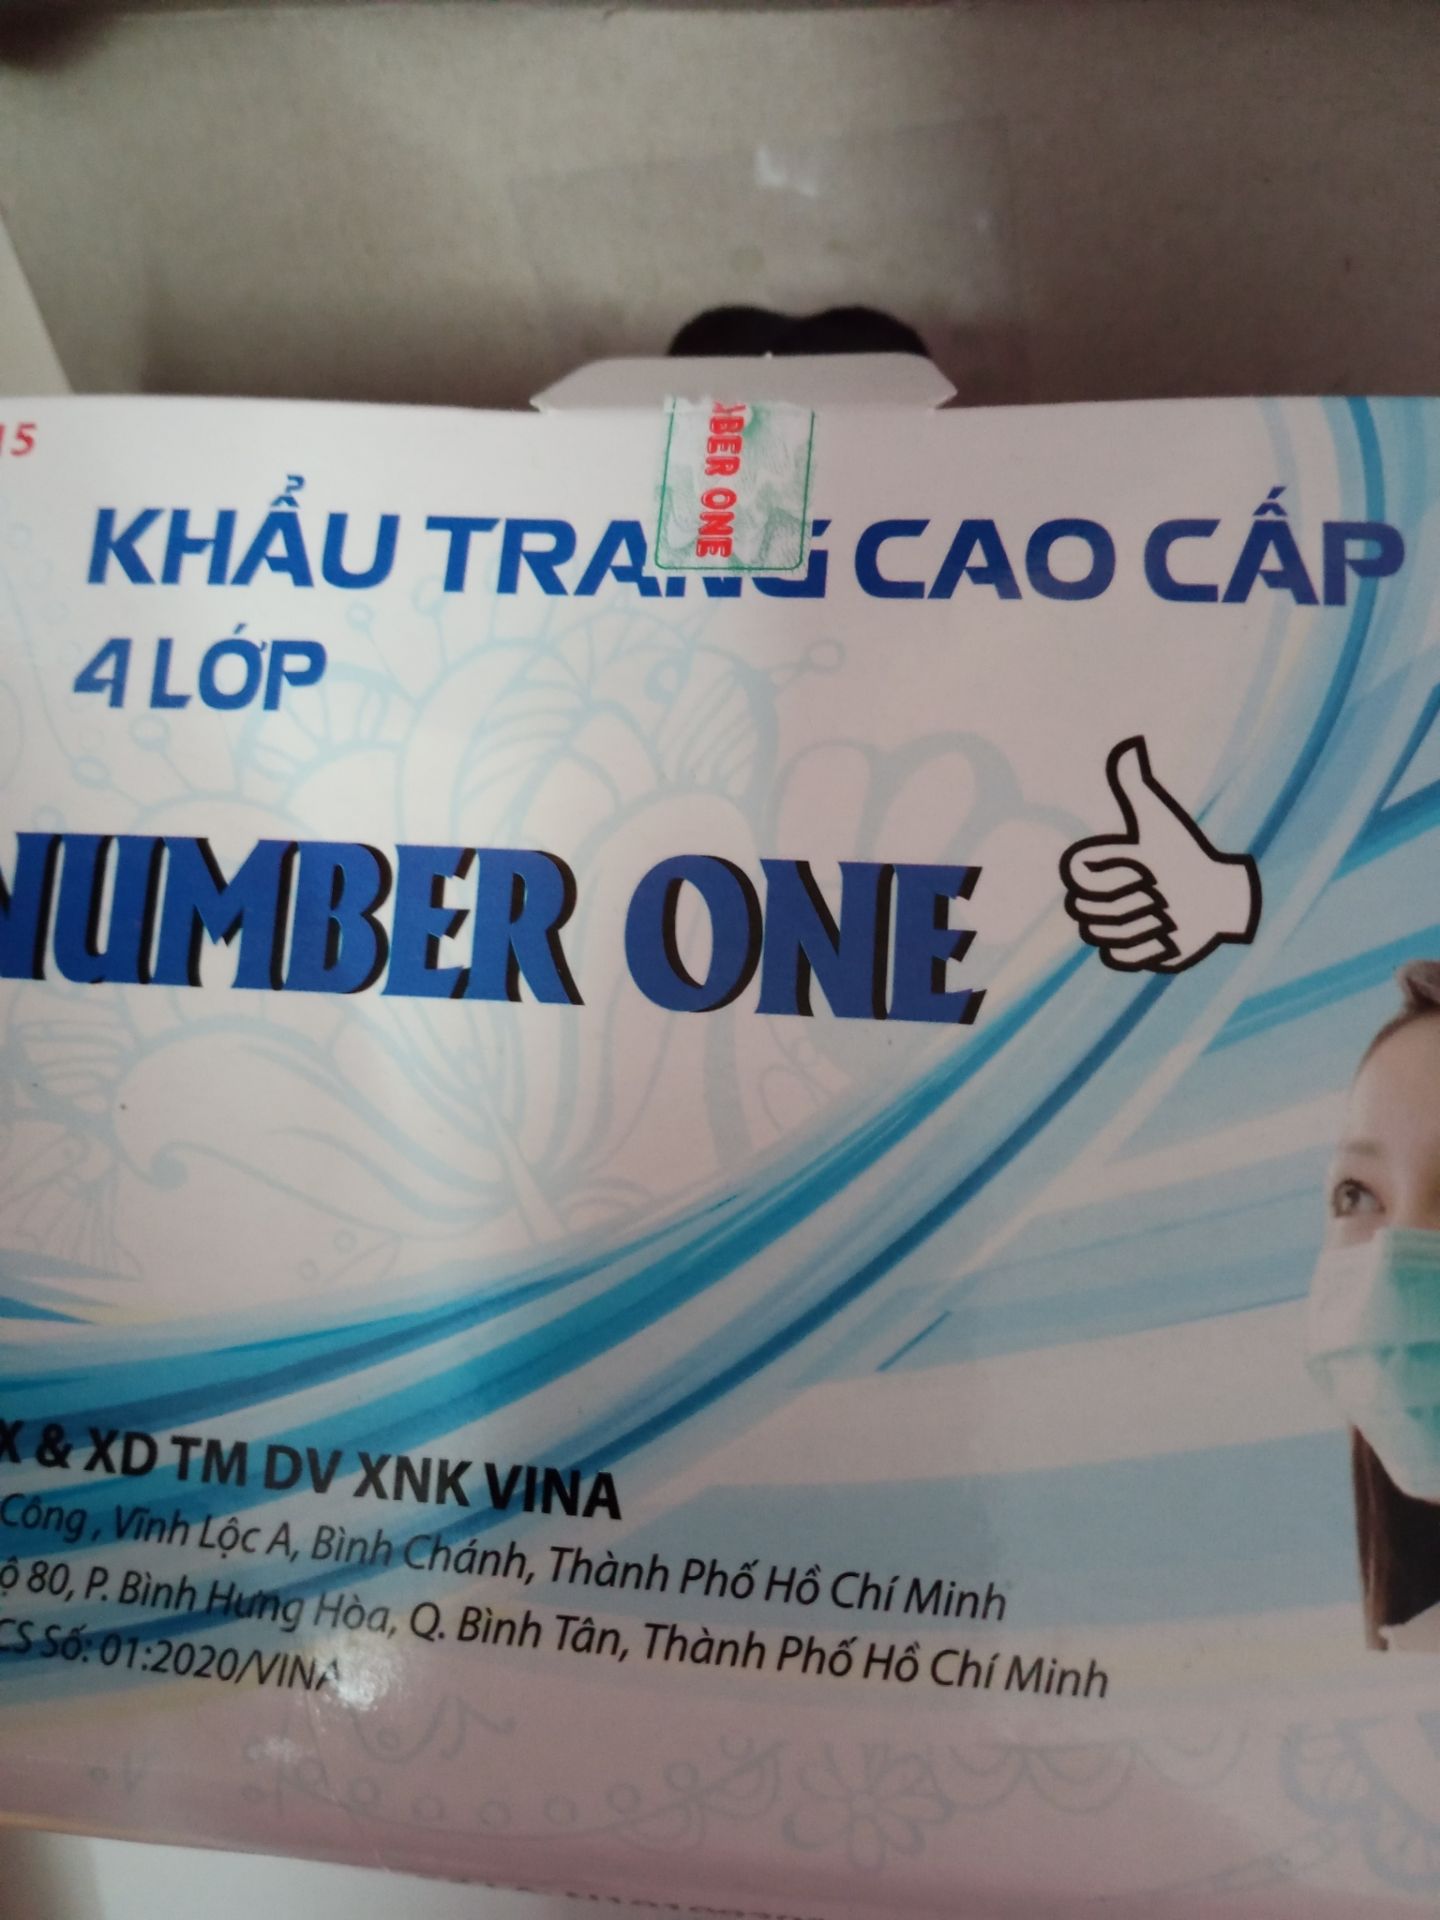 15
BER ONE
KHẨU TRANG CAO CẤP
4 LỚP
NUMBER ONE
X & XD TM DV XNK VINA
Công, Vĩnh Lộc A, Bình Chánh, Thành Phố Hồ Chí Minh
80, P. Bình Hưng Hòa, Q. Bình Tân, Thành Phố Hồ Chí Minh
CS Số: 01:2020/VINA